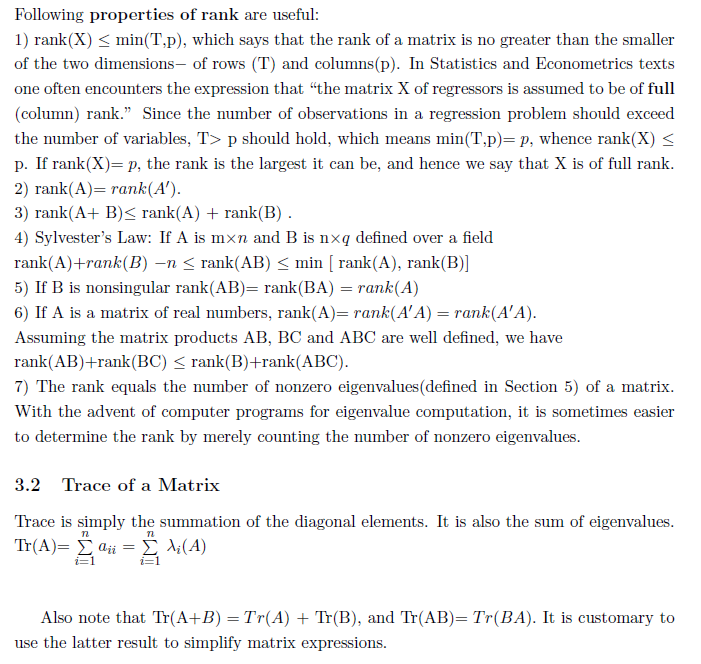 Following properties of rank are useful:
1) rank(X) ≤ min(T,p), which says that the rank of a matrix is no greater than the smaller
of the two dimensions− of rows (T) and columns(p). In Statistics and Econometrics texts
one often encounters the expression that “the matrix X of regressors is assumed to be of full
(column) rank.” Since the number of observations in a regression problem should exceed
the number of variables, T> p should hold, which means min(T,p)= p, whence rank(X) ≤
p. If rank(X)= p, the rank is the largest it can be, and hence we say that X is of full rank.
2) rank(A)= rank(A′).
3) rank(A+ B)≤ rank(A) + rank(B) .
4) Sylvester’s Law: If A is m×n and B is n×q defined over a field
rank(A)+rank(B) −n ≤ rank(AB) ≤ min [ rank(A), rank(B)]
5) If B is nonsingular rank(AB)= rank(BA) = rank(A)
6) If A is a matrix of real numbers, rank(A)= rank(A′A) = rank(A′A).
Assuming the matrix products AB, BC and ABC are well defined, we have
rank(AB)+rank(BC) ≤ rank(B)+rank(ABC).
7) The rank equals the number of nonzero eigenvalues(defined in Section 5) of a matrix.
With the advent of computer programs for eigenvalue computation, it is sometimes easier
to determine the rank by merely counting the number of nonzero eigenvalues.
3.2 Trace of a Matrix
Trace is simply the summation of the diagonal elements. It is also the sum of eigenvalues.
Tr(A)= ∑_{i=1}^{n} a_{ii} = ∑_{i=1}^{n} λ_i(A)
Also note that Tr(A+B) = Tr(A) + Tr(B), and Tr(AB)= Tr(BA). It is customary to
use the latter result to simplify matrix expressions.